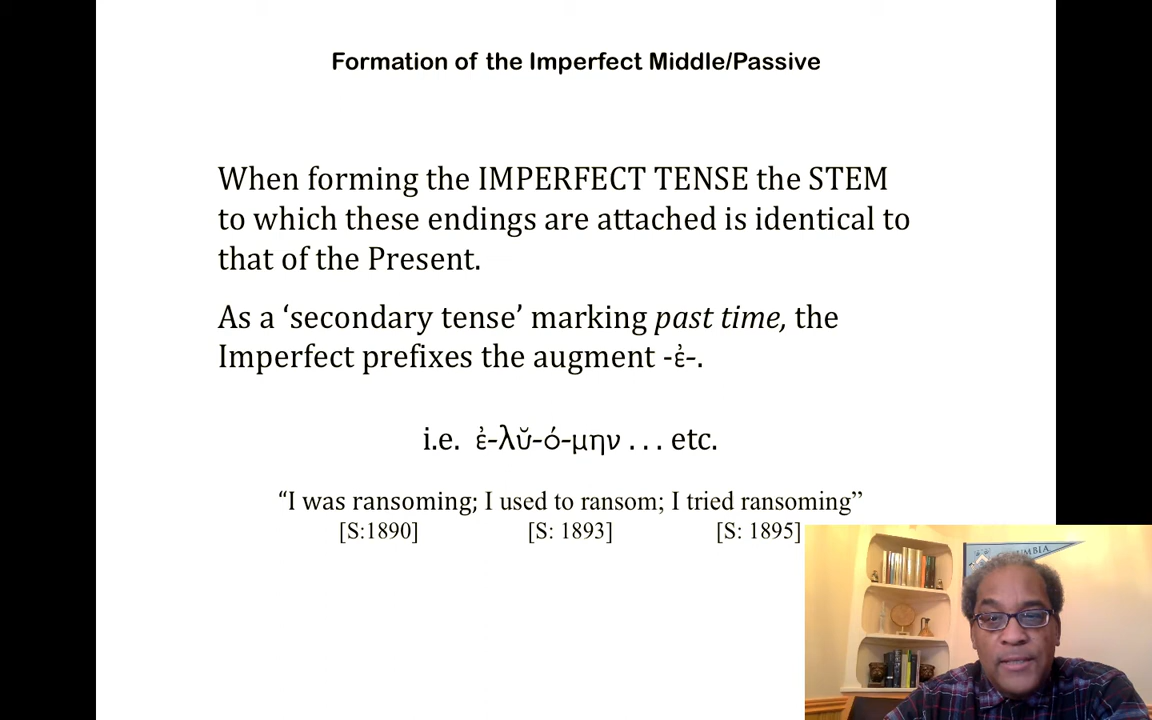 Formation of the Imperfect Middle/Passive
When forming the IMPERFECT TENSE the STEM
to which these endings are attached is identical to
that of the Present.
As a ‘secondary tense’ marking past time, the
Imperfect prefixes the augment -ἐ-.
i.e. ἐ-λῠ-ό-μην . . . etc.
“I was ransoming; I used to ransom; I tried ransoming”
[S:1890] [S: 1893] [S: 1895]
COLUMBIA